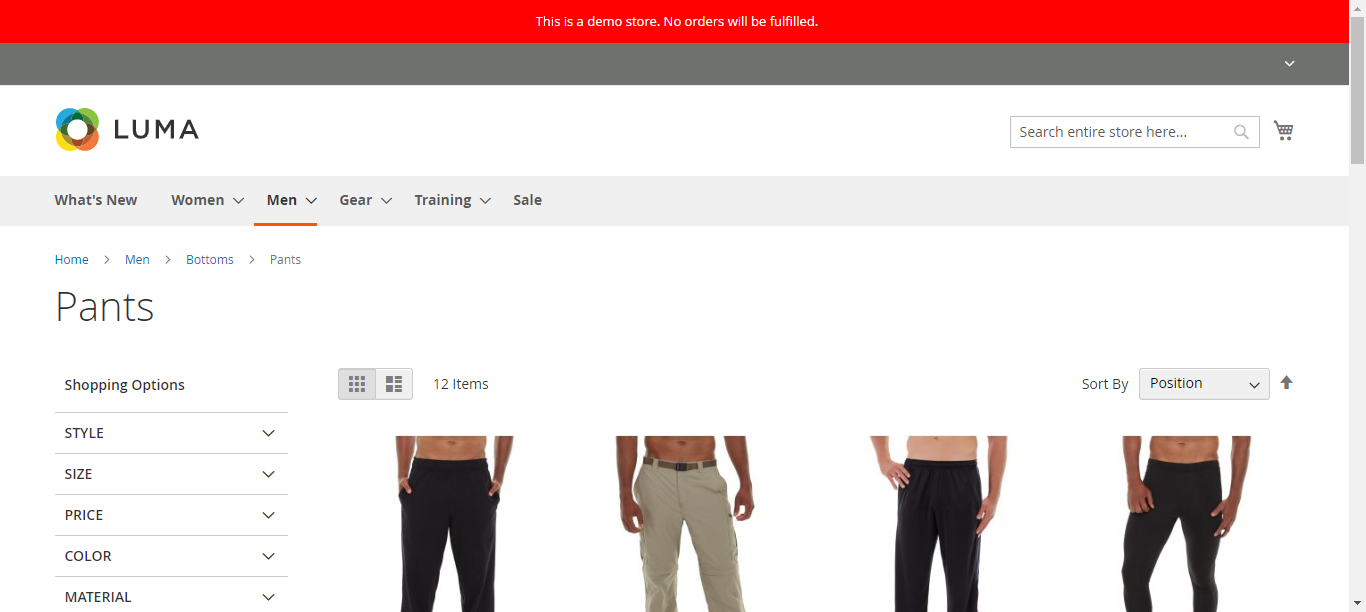 This is a demo store. No orders will be fulfilled.
LUMA
Search entire store here...
What's New Women Men Gear Training Sale
Home > Men > Bottoms > Pants
Pants
Shopping Options
12 Items
Sort By Position
STYLE
SIZE
PRICE
COLOR
MATERIAL